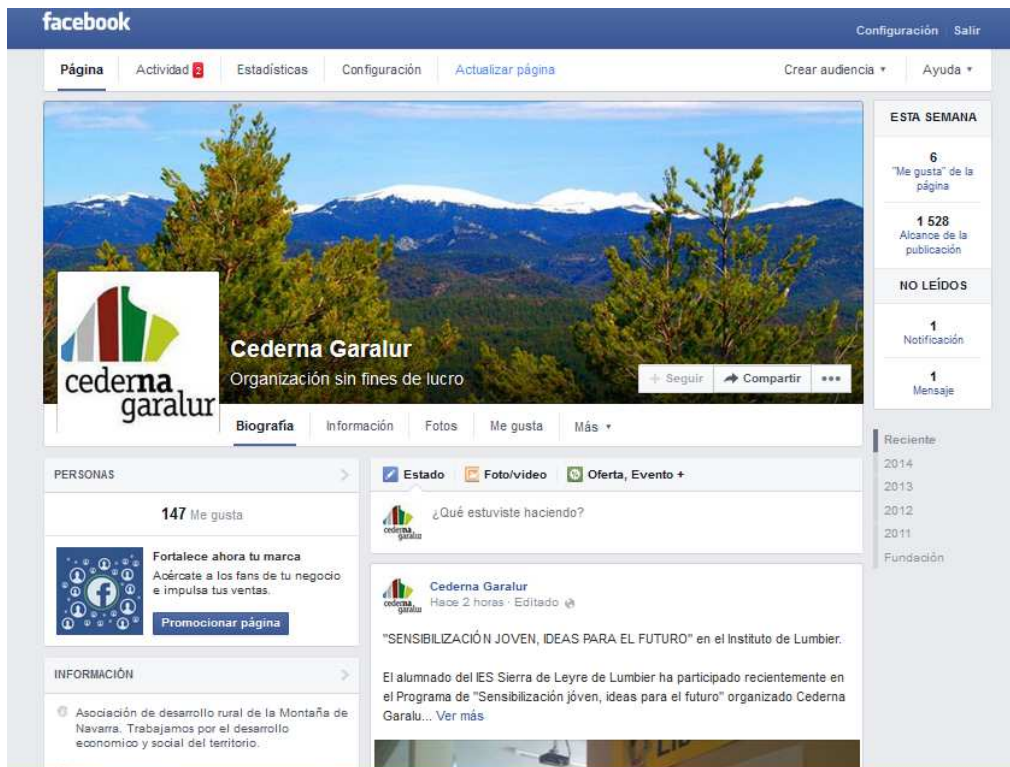 facebook
Configuración Salir
Página Actividad 2 Estadísticas Configuración Actualizar página Crear audiencia Ayuda
ESTA SEMANA
6
"Me gusta" de la
página
1 528
Alcance de la
publicación
NO LEÍDOS
1
Notificación
1
Mensaje
cederna
garalur
Cederna Garalur
Organización sin fines de lucro
+ Seguir Compartir •••
Biografía Información Fotos Me gusta Más
Reciente
2014
2013
2012
2011
Fundación
PERSONAS
147 Me gusta
Fortalece ahora tu marca
Acércate a los fans de tu negocio
e impulsa tus ventas.
Promocionar página
INFORMACIÓN
Asociación de desarrollo rural de la Montaña de
Navarra. Trabajamos por el desarrollo
economico y social del territorio.
Estado Foto/video Oferta, Evento +
cederna
garalur
¿Qué estuviste haciendo?
cederna
garalur
Cederna Garalur
Hace 2 horas · Editado
"SENSIBILIZACIÓN JOVEN, IDEAS PARA EL FUTURO" en el Instituto de Lumbier.
El alumnado del IES Sierra de Leyre de Lumbier ha participado recientemente en
el Programa de "Sensibilización jóven, ideas para el futuro" organizado Cederna
Garalu... Ver más